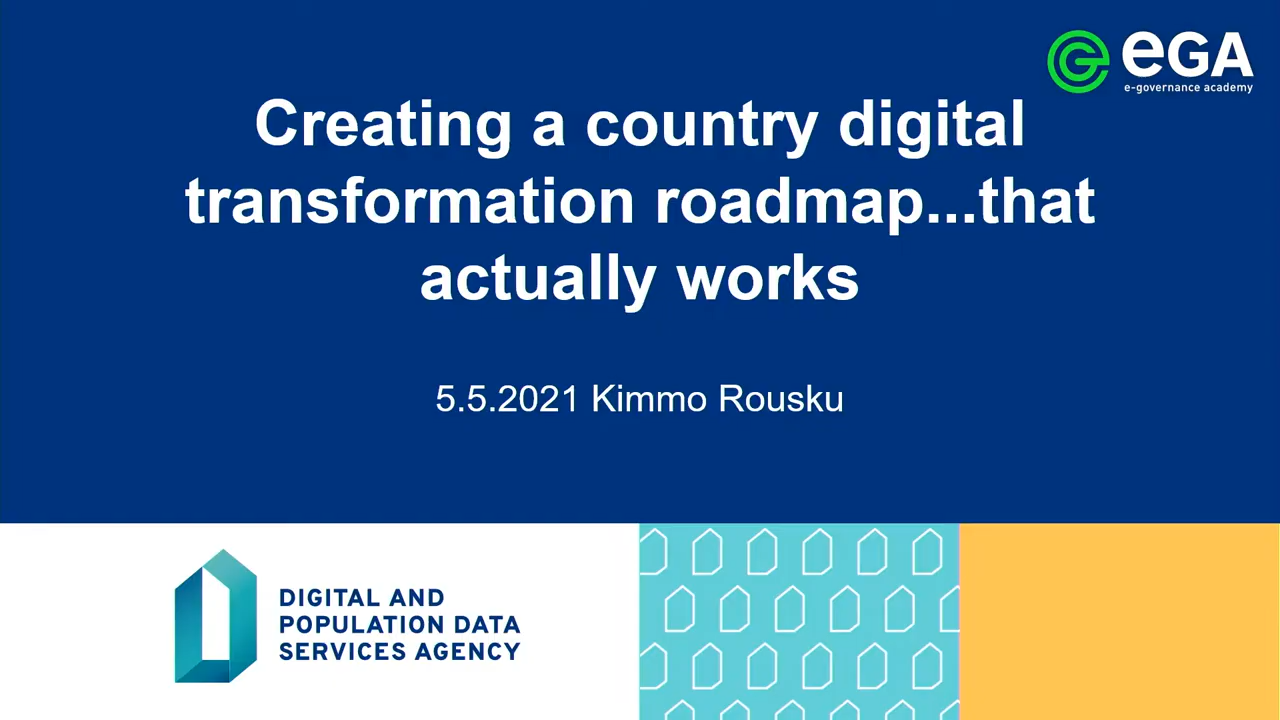 eGA
e-governance academy
Creating a country digital
transformation roadmap...that
actually works
5.5.2021 Kimmo Rousku
DIGITAL AND
POPULATION DATA
SERVICES AGENCY